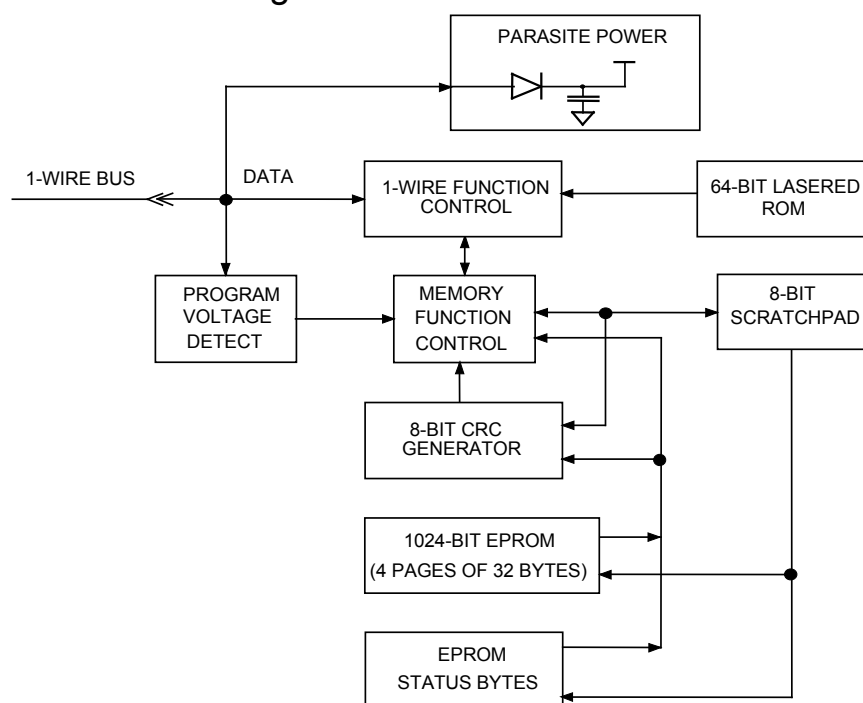 PARASITE POWER
1-WIRE BUS
DATA
1-WIRE FUNCTION
CONTROL
64-BIT LASERED
ROM
PROGRAM
VOLTAGE
DETECT
MEMORY
FUNCTION
CONTROL
8-BIT
SCRATCHPAD
8-BIT CRC
GENERATOR
1024-BIT EPROM
(4 PAGES OF 32 BYTES)
EPROM
STATUS BYTES